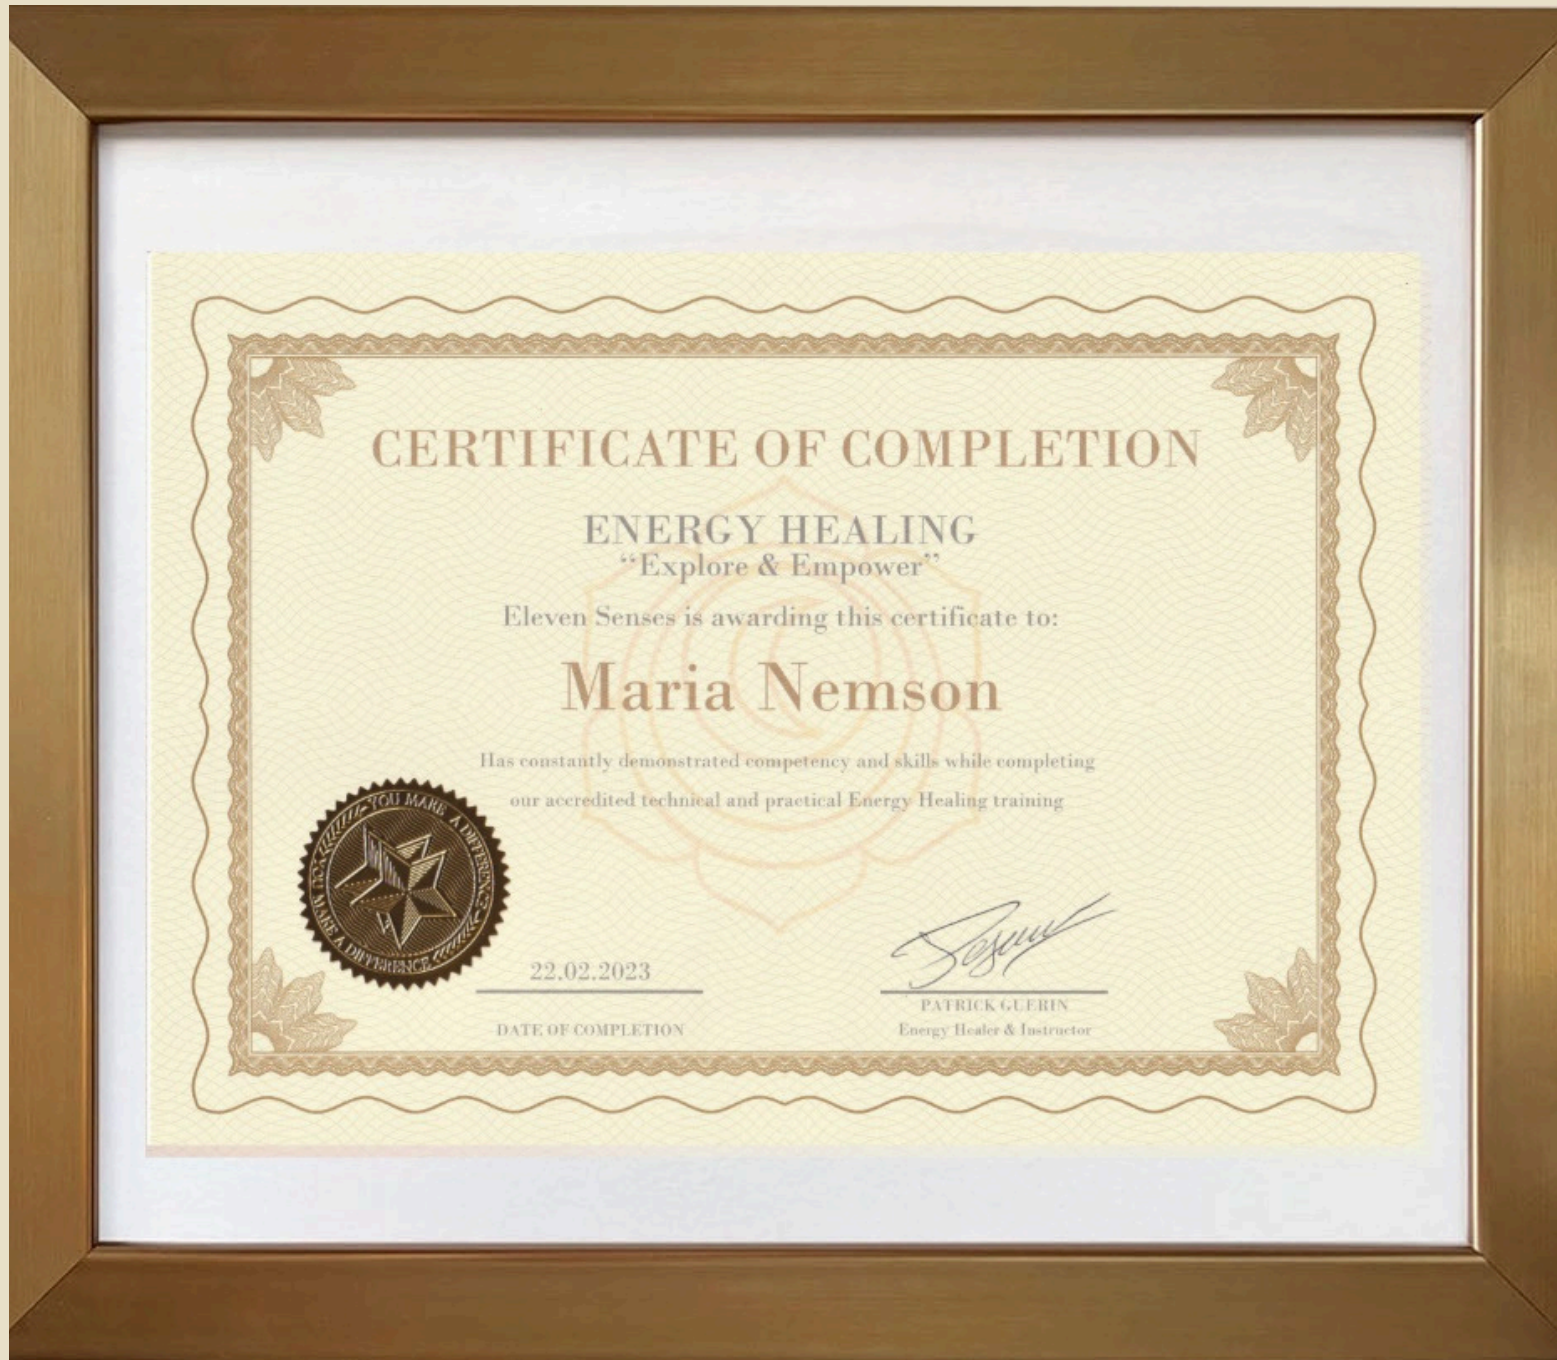 CERTIFICATE OF COMPLETION
ENERGY HEALING
“Explore & Empower”
Eleven Senses is awarding this certificate to:
Maria Nemson
Has constantly demonstrated competency and skills while completing
our accredited technical and practical Energy Healing training
YOU MAKE A DIFFERENCE
YOU MAKE A DIFFERENCE
22.02.2023
DATE OF COMPLETION
PATRICK GUERIN
Energy Healer & Instructor